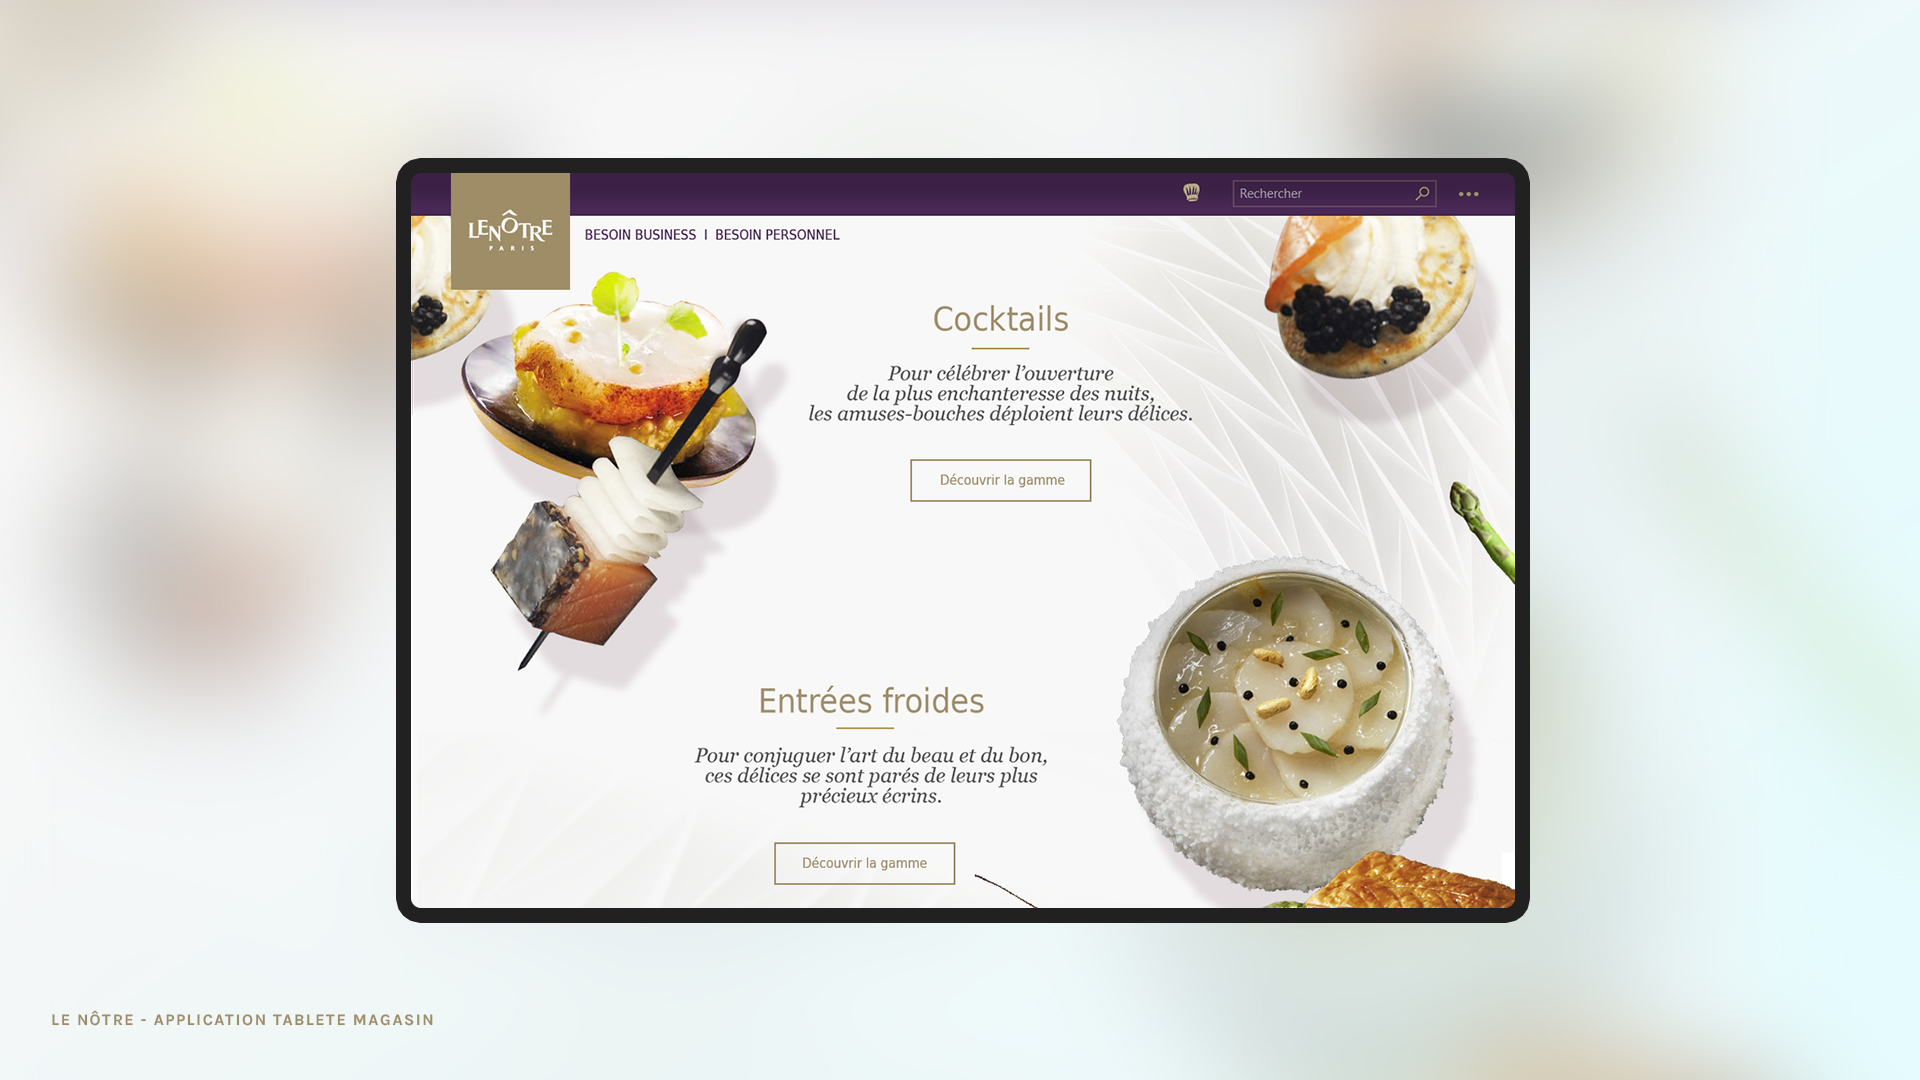 Rechercher
LENÔTRE
PARIS
BESOIN BUSINESS I BESOIN PERSONNEL
Cocktails
Pour célébrer l’ouverture
de la plus enchanteresse des nuits,
les amuses-bouches déploient leurs délices.
Découvrir la gamme
Entrées froides
Pour conjuguer l’art du beau et du bon,
ces délices se sont parés de leurs plus
précieux écrins.
Découvrir la gamme
LE NÔTRE - APPLICATION TABLETE MAGASIN